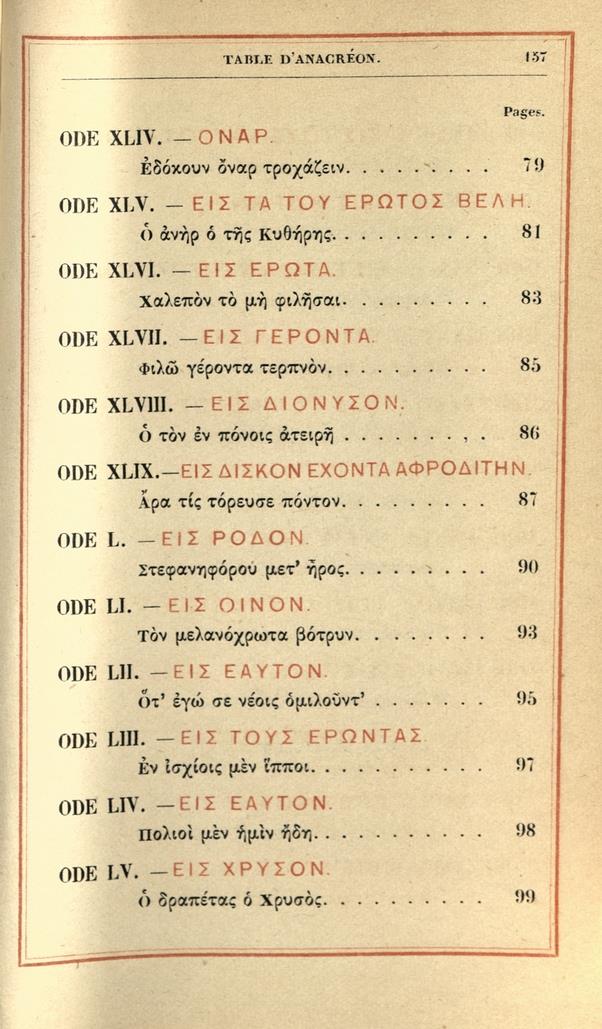 TABLE D'ANACRÉON. 157
Pages.
ODE XLIV. — ΟΝΑΡ.
Ἐδόκουν ὄναρ τροχάζειν. . . . . . . . . 79
ODE XLV. — ΕΙΣ ΤΑ ΤΟΥ ΕΡΩΤΟΣ ΒΕΛΗ.
Ὁ ἀνὴρ ὁ τῆς Κυθήρης. . . . . . . . . . 81
ODE XLVI. — ΕΙΣ ΕΡΩΤΑ.
Χαλεπὸν τὸ μὴ φιλῆσαι. . . . . . . . . 83
ODE XLVII. — ΕΙΣ ΓΕΡΟΝΤΑ.
Φιλῶ γέροντα τερπνὸν. . . . . . . . . . 85
ODE XLVIII. — ΕΙΣ ΔΙΟΝΥΣΟΝ.
Ὁ τὸν ἐν πόνοις ἀτειρῆ . . . . . . . , . 86
ODE XLIX.—ΕΙΣ ΔΙΣΚΟΝ ΕΧΟΝΤΑ ΑΦΡΟΔΙΤΗΝ.
Ἆρα τίς τόρευσε πόντον. . . . . . . . . 87
ODE L. — ΕΙΣ ΡΟΔΟΝ.
Στεφανηφόρου μετ' ἦρος. . . . . . . . . 90
ODE LI. — ΕΙΣ ΟΙΝΟΝ.
Τὸν μελανόχρωτα βότρυν. . . . . . . . 93
ODE LII. — ΕΙΣ ΕΑΥΤΟΝ.
Ὅτ' ἐγώ σε νέοις ὁμιλοῦντ' . . . . . . . 95
ODE LIII. — ΕΙΣ ΤΟΥΣ ΕΡΩΝΤΑΣ.
Ἐν ἰσχίοις μὲν ἵπποι. . . . . . . . . . . 97
ODE LIV. — ΕΙΣ ΕΑΥΤΟΝ.
Πολιοὶ μὲν ἡμὶν ἤδη. . . . . . . . . . . 98
ODE LV. — ΕΙΣ ΧΡΥΣΟΝ.
Ὁ δραπέτας ὁ Χρυσὸς. . . . . . . . . . 99